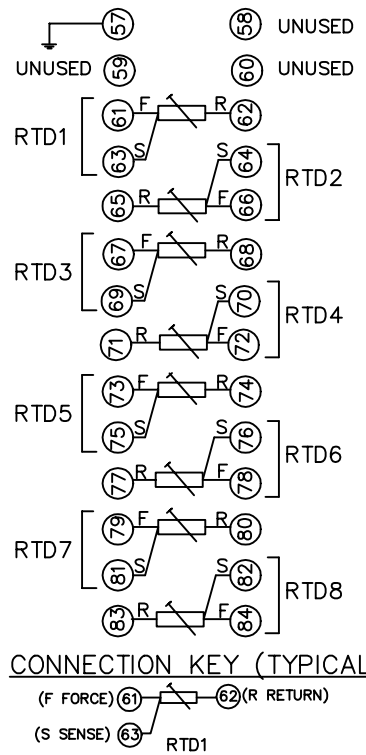 57 58 UNUSED
UNUSED 59 60 UNUSED
61 F R 62
RTD1
63 S S 64
RTD2
65 R F 66
67 F R 68
RTD3
69 S S 70
RTD4
71 R F 72
73 F R 74
RTD5
75 S S 76
RTD6
77 R F 78
79 F R 80
RTD7
81 S S 82
RTD8
83 R F 84
CONNECTION KEY (TYPICAL
(F FORCE) 61 62 (R RETURN)
(S SENSE) 63 RTD1